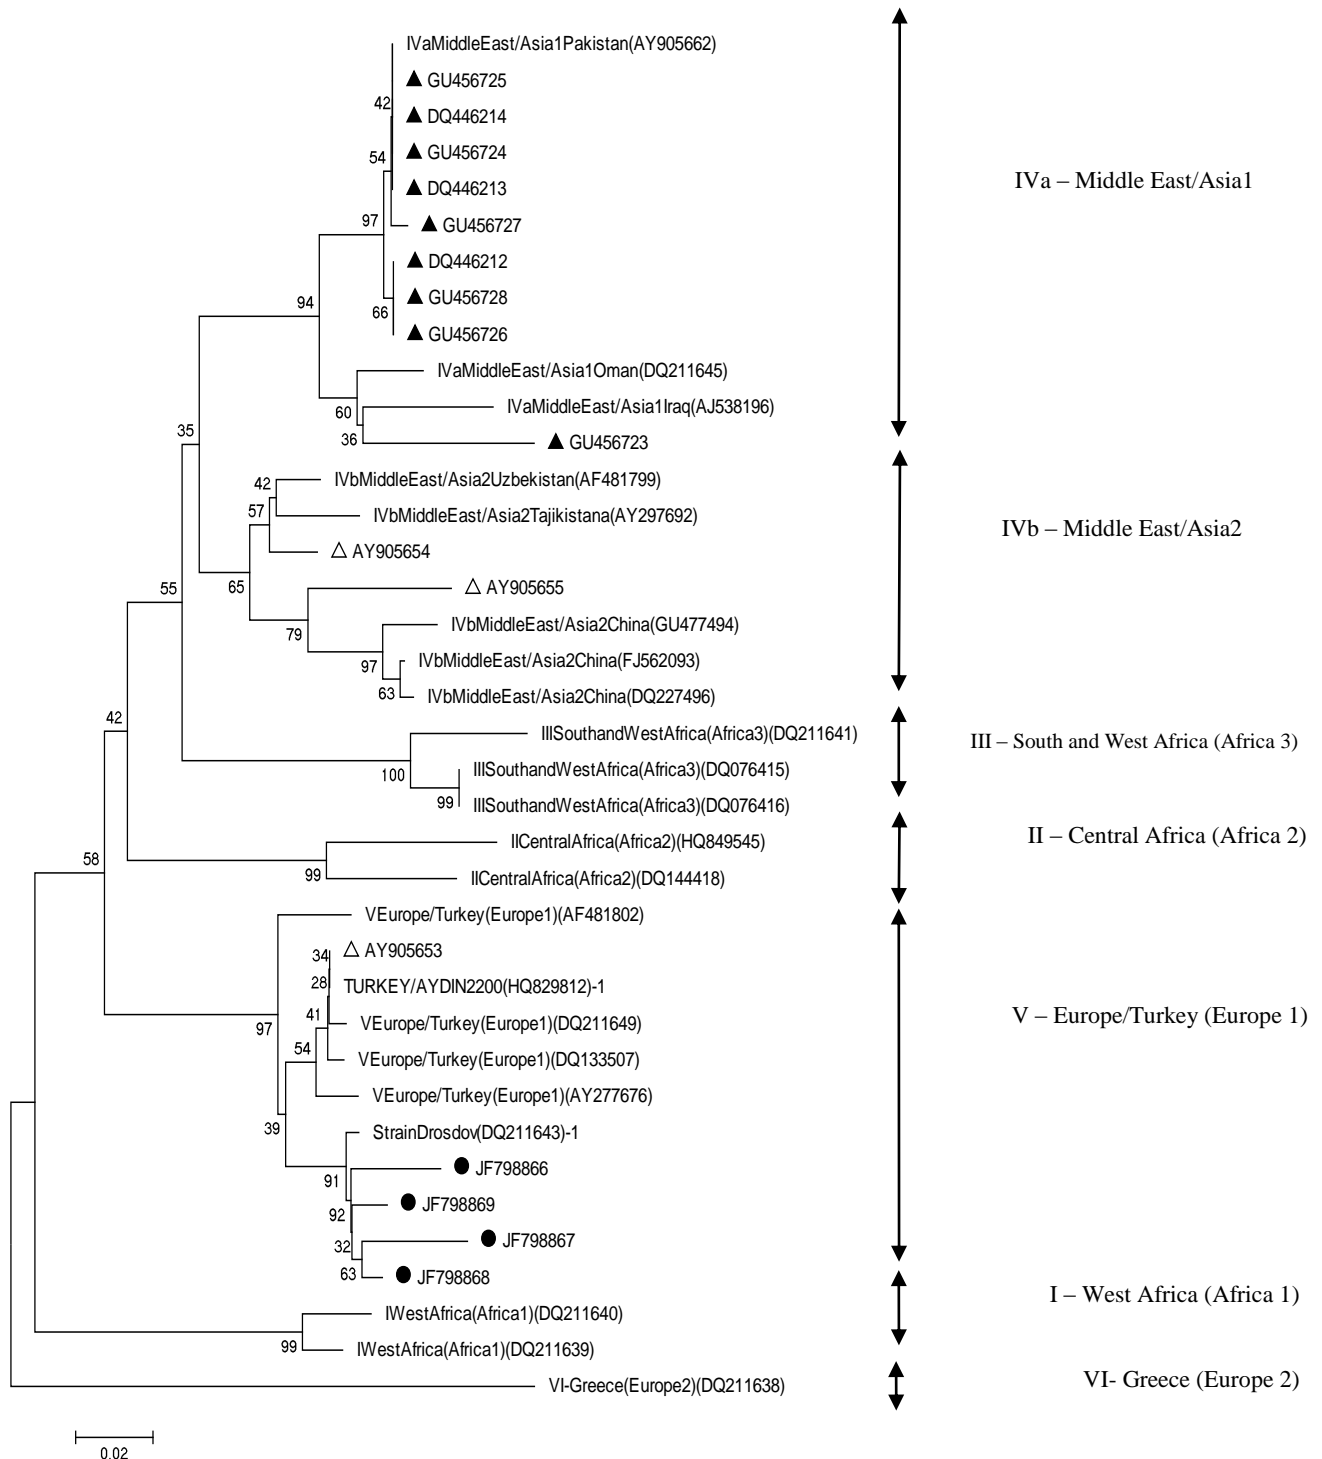 IVaMiddleEast/Asia1Pakistan(AY905662)
GU456725
42
DQ446214
54
GU456724
IVa – Middle East/Asia1
DQ446213
97
GU456727
DQ446212
94
GU456728
66
GU456726
IVaMiddleEast/Asia1Oman(DQ211645)
60
IVaMiddleEast/Asia1Iraq(AJ538196)
35
36
GU456723
42
IVbMiddleEast/Asia2Uzbekistan(AF481799)
57
IVbMiddleEast/Asia2Tajikistana(AY297692)
IVb – Middle East/Asia2
AY905654
55
65
AY905655
79
IVbMiddleEast/Asia2China(GU477494)
97
IVbMiddleEast/Asia2China(FJ562093)
63
IVbMiddleEast/Asia2China(DQ227496)
42
IIISouthandWestAfrica(Africa3)(DQ211641)
III – South and West Africa (Africa 3)
100
IIISouthandWestAfrica(Africa3)(DQ076415)
99
IIISouthandWestAfrica(Africa3)(DQ076416)
II – Central Africa (Africa 2)
IICentralAfrica(Africa2)(HQ849545)
58
99
IICentralAfrica(Africa2)(DQ144418)
VEurope/Turkey(Europe1)(AF481802)
34
AY905653
28
TURKEY/AYDIN2200(HQ829812)-1
41
VEurope/Turkey(Europe1)(DQ211649)
V – Europe/Turkey (Europe 1)
97
54
VEurope/Turkey(Europe1)(DQ133507)
VEurope/Turkey(Europe1)(AY277676)
39
StrainDrosdov(DQ211643)-1
91
JF798866
92
JF798869
32
JF798867
63
JF798868
I – West Africa (Africa 1)
IWestAfrica(Africa1)(DQ211640)
99
IWestAfrica(Africa1)(DQ211639)
VI-Greece(Europe2)(DQ211638)
VI- Greece (Europe 2)
0.02